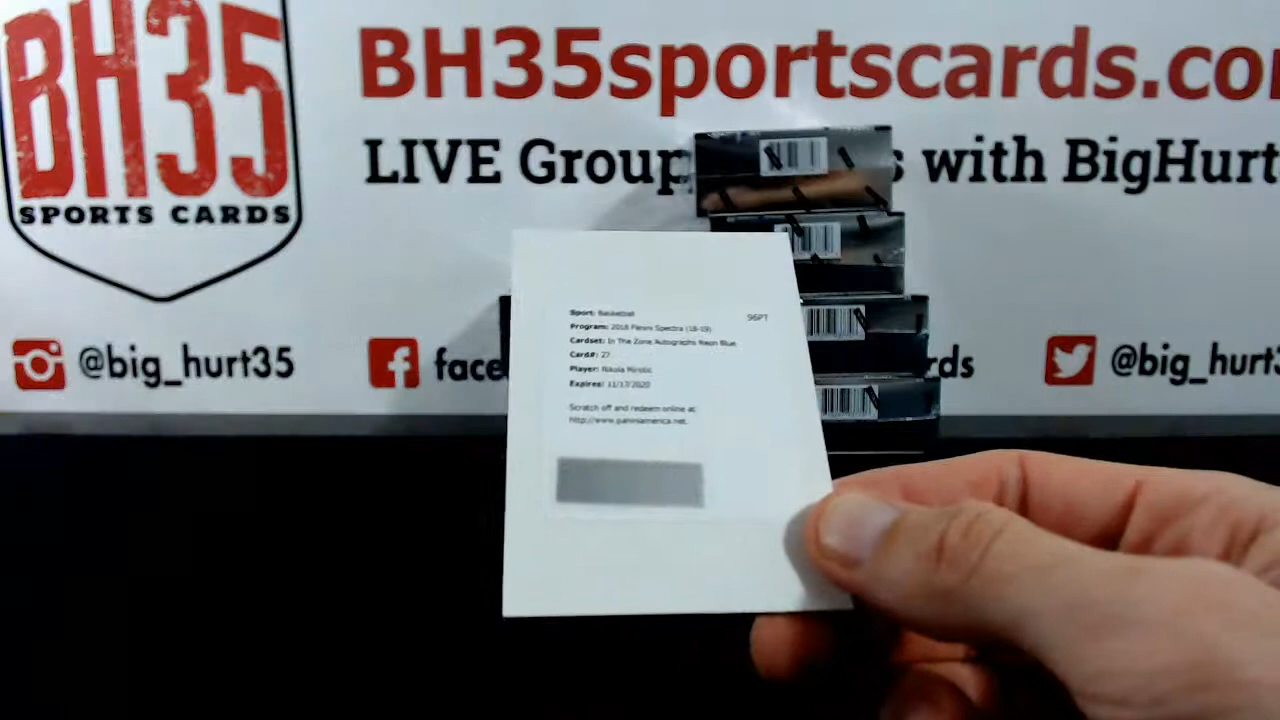 BH35
SPORTS CARDS
BH35sportscards.co
LIVE Group s with BigHurt
@big_hurt35
face
rds
@big_hurt3
Sport: Basketball
96PT
Program: 2018 Panini Spectra (18-19)
Cardset: In The Zone Autographs Neon Blue
Card#: 27
Player: Nikola Mirotic
Expires: 11/17/2020
Scratch off and redeem online at
http://www.paniniamerica.net.